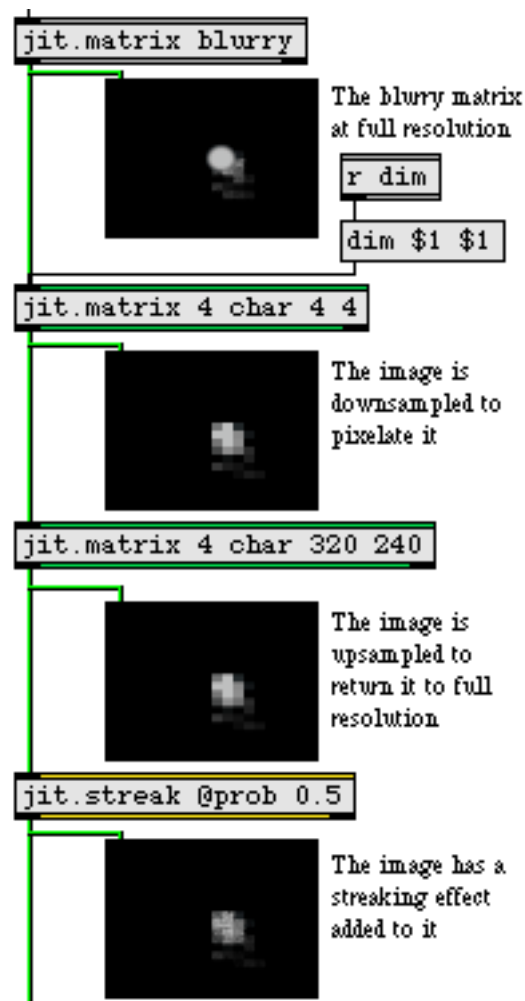 jit.matrix blurry
The blurry matrix
at full resolution
r dim
dim $1 $1
jit.matrix 4 char 4 4
The image is
downsampled to
pixelate it
jit.matrix 4 char 320 240
The image is
upsampled to
return it to full
resolution
jit.streak @prob 0.5
The image has a
streaking effect
added to it